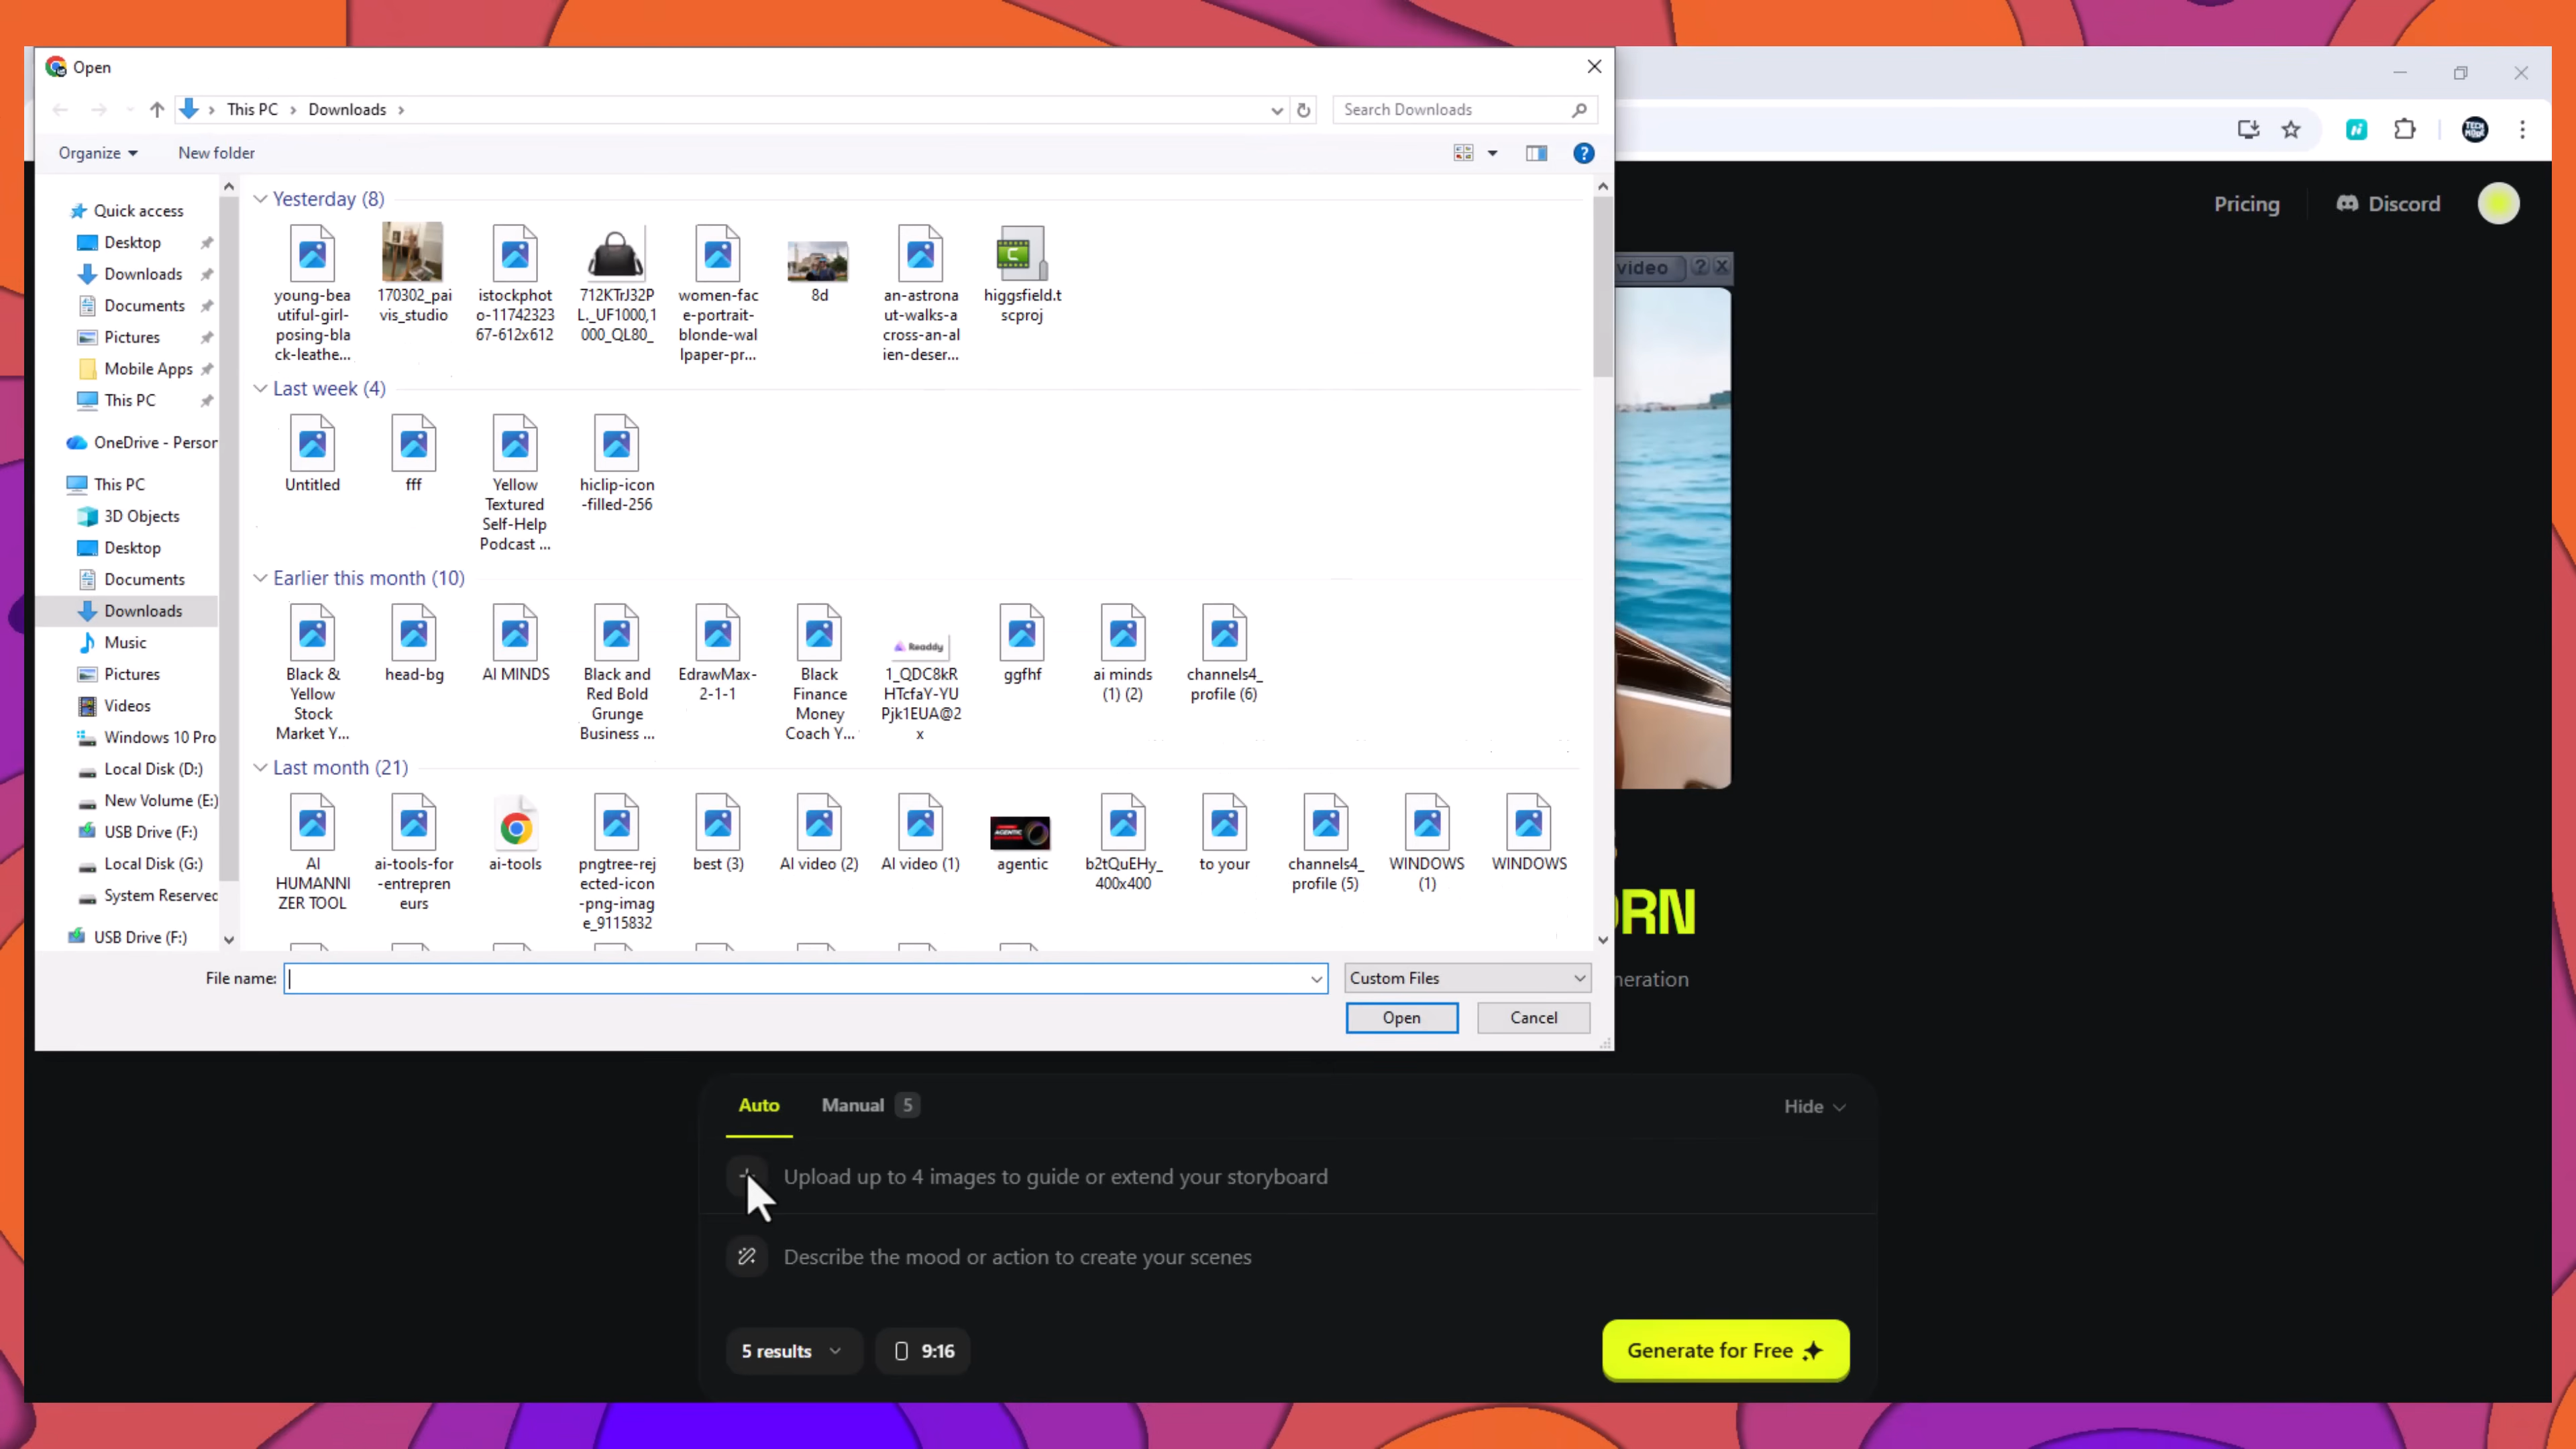 Open
This PC
Downloads
Search Downloads
Organize
New folder
Quick access
Desktop
Downloads
Documents
Pictures
Mobile Apps
This PC
OneDrive - Person
This PC
3D Objects
Desktop
Documents
Downloads
Music
Pictures
Videos
Windows 10 Pro
Local Disk (D:)
New Volume (E:)
USB Drive (F:)
Local Disk (G:)
System Reserved
USB Drive (F:)
Yesterday (8)
young-bea
utiful-girl-
posing-bla
ck-leathe...
170302_pai
vis_studio
istockphot
o-11742323
67-612x612
712KTrJ32P
L._UF1000,1
000_QL80_
women-fac
e-portrait-
blonde-wal
lpaper-pr...
8d
an-astrona
ut-walks-a
cross-an-al
ien-deser...
C
higgsfield.t
scproj
Last week (4)
Untitled
fff
Yellow
Textured
Self-Help
Podcast ...
hiclip-icon
-filled-256
Earlier this month (10)
Black &
Yellow
Stock
Market Y...
head-bg
AI MINDS
Black and
Red Bold
Grunge
Business ...
EdrawMax-
2-1-1
Black
Finance
Money
Coach Y...
Readdy
1_QDC8kR
HTcfaY-YU
Pjk1EUA@2
x
ggfhf
ai minds
(1) (2)
channels4_
profile (6)
Last month (21)
AI
HUMANNI
ZER TOOL
ai-tools-for
-entrepren
eurs
ai-tools
pngtree-rej
ected-icon
-png-imag
e_9115832
best (3)
AI video (2)
AI video (1)
AGENTIC
agentic
b2tQuEHy_
400x400
to your
channels4_
profile (5)
WINDOWS
(1)
WINDOWS
File name:
Custom Files
Open
Cancel
Pricing
Discord
video
ORN
neration
Auto
Manual 5
Hide
Upload up to 4 images to guide or extend your storyboard
Describe the mood or action to create your scenes
5 results
9:16
Generate for Free